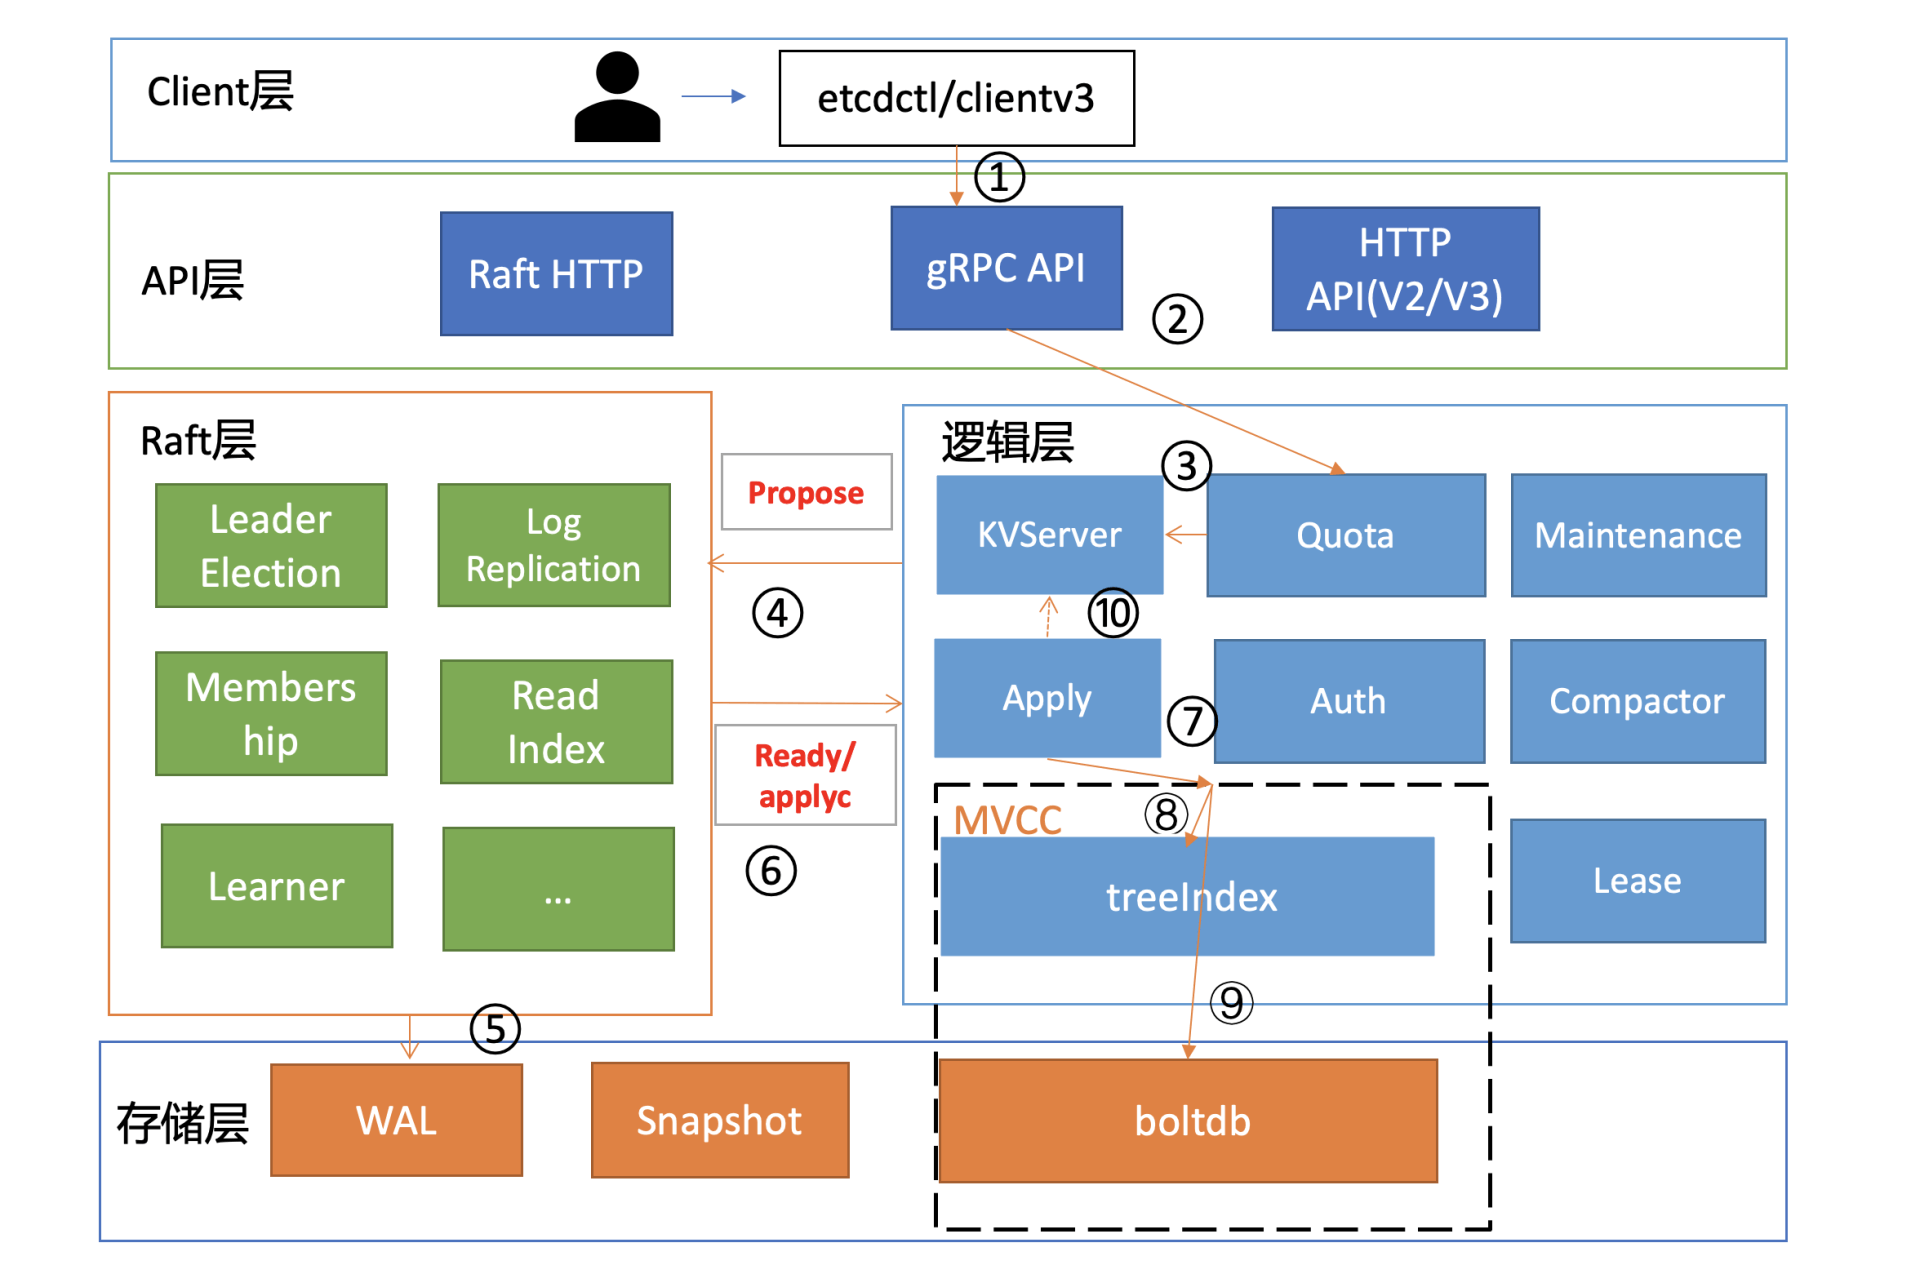 Client层
etcdctl/clientv3
①
API层
Raft HTTP
gRPC API
HTTP
API(V2/V3)
②
Raft层
Leader
Election
Log
Replication
Members
hip
Read
Index
Learner
...
Propose
④
Ready/
applyc
⑥
逻辑层
③
KVServer
Quota
Maintenance
⑩
Apply
⑦
Auth
Compactor
MVCC
⑧
treeIndex
Lease
⑨
⑤
存储层
WAL
Snapshot
boltdb